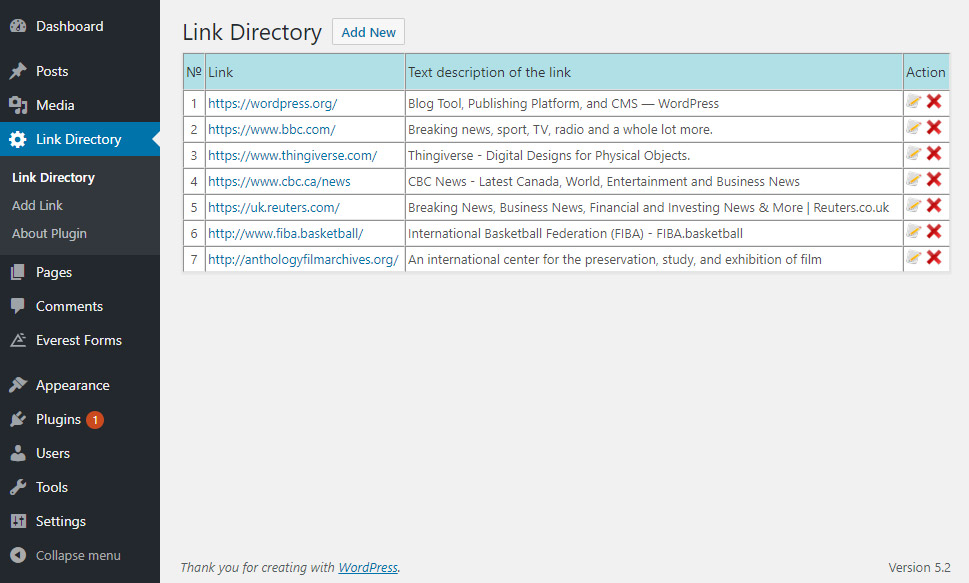 Dashboard
Posts
Media
Link Directory
Link Directory
Add Link
About Plugin
Pages
Comments
Everest Forms
Appearance
Plugins 1
Users
Tools
Settings
Collapse menu
Link Directory Add New
№ Link Text description of the link Action
1 https://wordpress.org/ Blog Tool, Publishing Platform, and CMS — WordPress
2 https://www.bbc.com/ Breaking news, sport, TV, radio and a whole lot more.
3 https://www.thingiverse.com/ Thingiverse - Digital Designs for Physical Objects.
4 https://www.cbc.ca/news CBC News - Latest Canada, World, Entertainment and Business News
5 https://uk.reuters.com/ Breaking News, Business News, Financial and Investing News & More | Reuters.co.uk
6 http://www.fiba.basketball/ International Basketball Federation (FIBA) - FIBA.basketball
7 http://anthologyfilmarchives.org/ An international center for the preservation, study, and exhibition of film
Thank you for creating with WordPress. Version 5.2